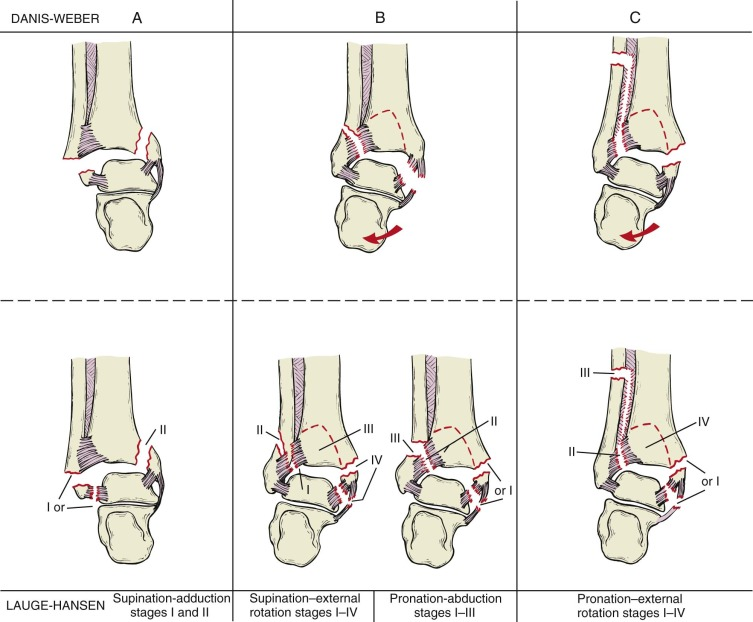 DANIS-WEBER A B C
II
I or
II
III
IV
I
III
II
or I
III
IV
II
or I
LAUGE-HANSEN
Supination-adduction
stages I and II
Supination–external
rotation stages I–IV
Pronation-abduction
stages I–III
Pronation–external
rotation stages I–IV